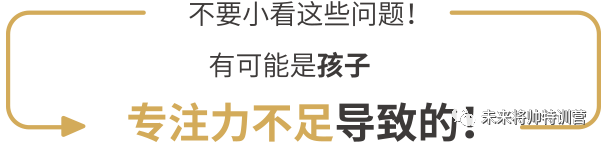 不要小看这些问题！
有可能是孩子
专注力不足导致的！
未来将帅特训营